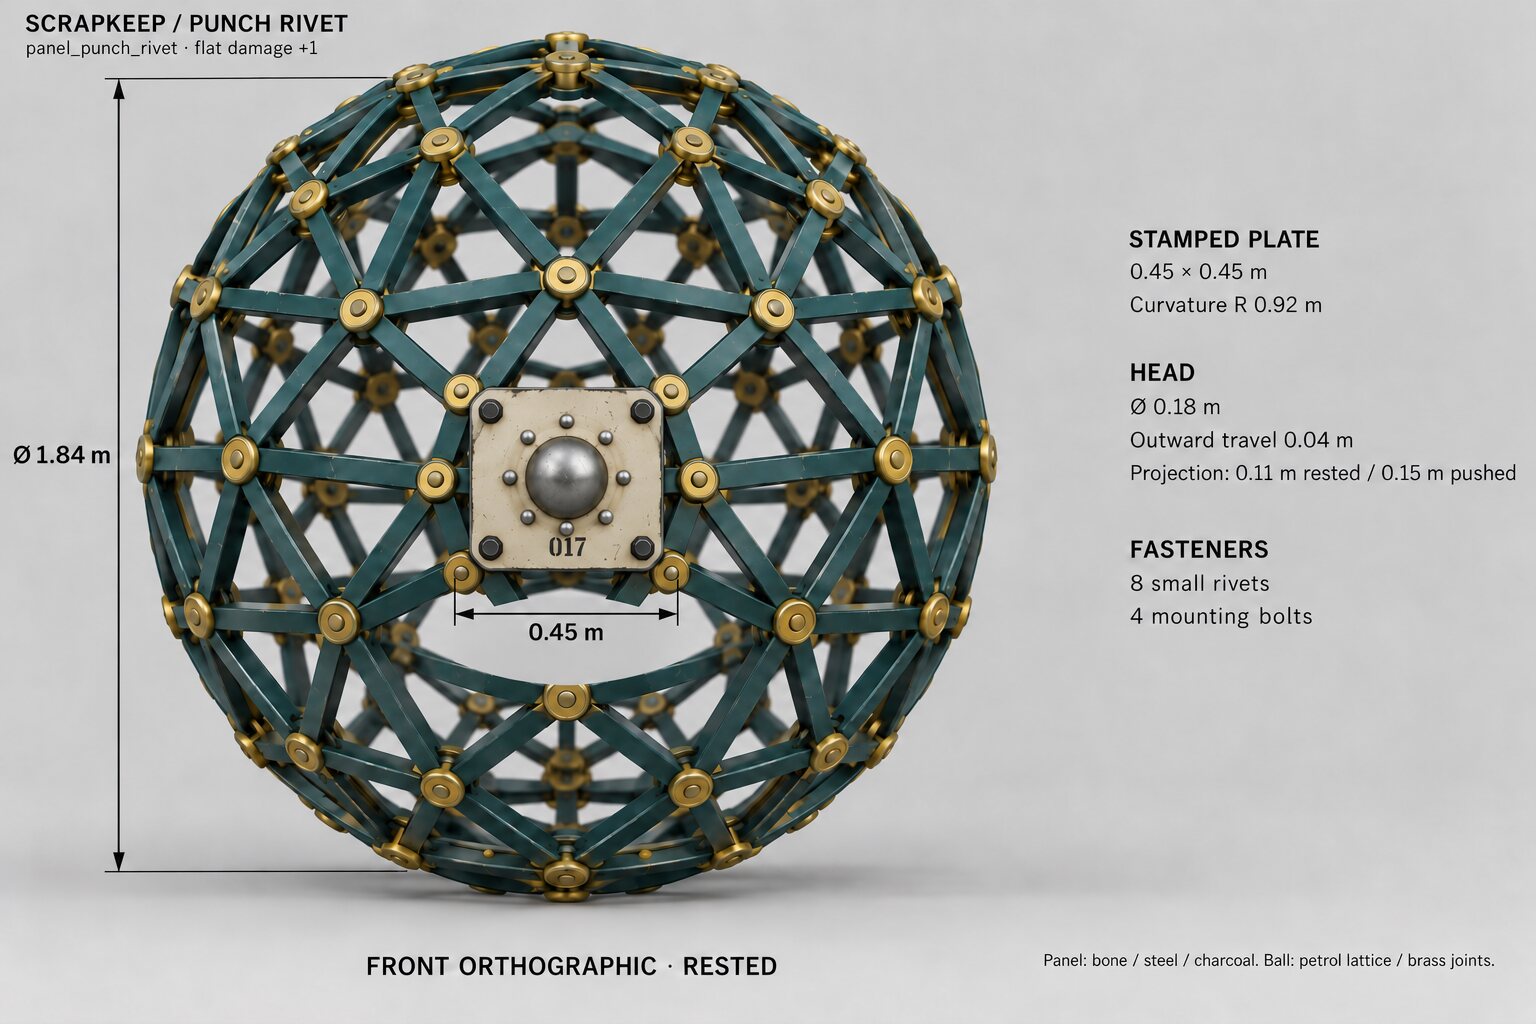 SCRAPKEEP / PUNCH RIVET
panel_punch_rivet · flat damage +1
Ø 1.84 m
017
0.45 m
STAMPED PLATE
0.45 × 0.45 m
Curvature R 0.92 m
HEAD
Ø 0.18 m
Outward travel 0.04 m
Projection: 0.11 m rested / 0.15 m pushed
FASTENERS
8 small rivets
4 mounting bolts
FRONT ORTHOGRAPHIC · RESTED
Panel: bone / steel / charcoal. Ball: petrol lattice / brass joints.